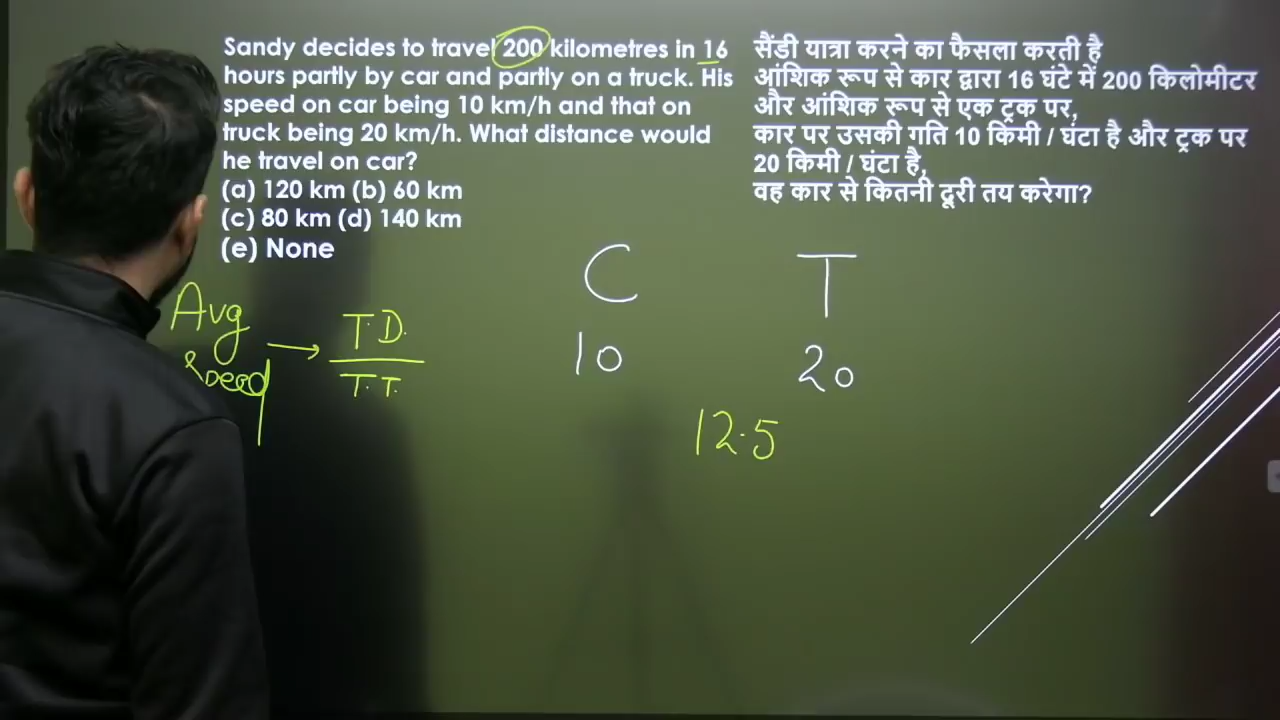 Sandy decides to travel 200 kilometres in 16
hours partly by car and partly on a truck. His
speed on car being 10 km/h and that on
truck being 20 km/h. What distance would
he travel on car?
(a) 120 km (b) 60 km
(c) 80 km (d) 140 km
(e) None
सैंडी यात्रा करने का फैसला करती है
आंशिक रूप से कार द्वारा 16 घंटे में 200 किलोमीटर
और आंशिक रूप से एक ट्रक पर,
कार पर उसकी गति 10 किमी / घंटा है और ट्रक पर
20 किमी / घंटा है,
वह कार से कितनी दूरी तय करेगा?
Avg
speed → T.D.
T.T.
C T
10 20
12.5